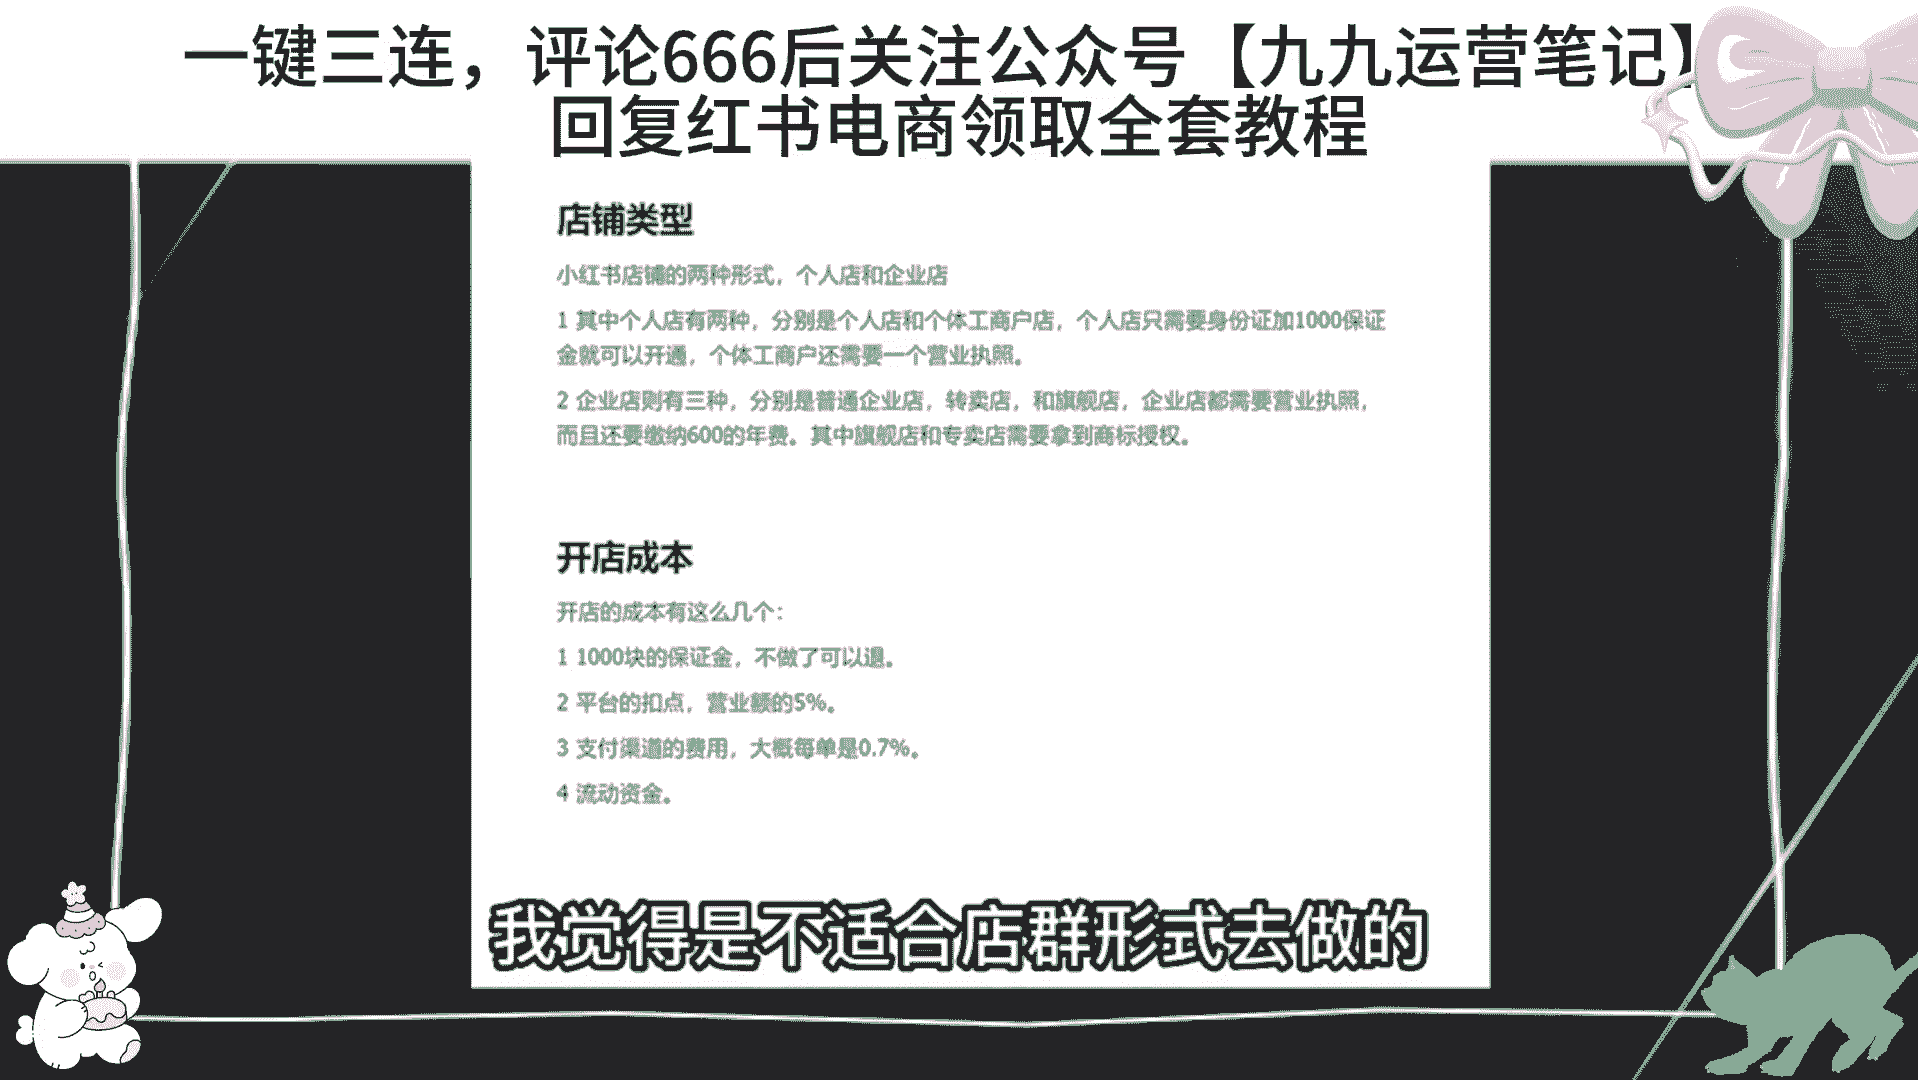 一键三连，评论666后关注公众号【九九运营笔记】
回复红书电商领取全套教程
店铺类型
小红书店铺的两种形式，个人店和企业店
1 其中个人店有两种，分别是个人店和个体工商户店，个人店只需要身份证加1000保证
金就可以开通，个体工商户还需要一个营业执照。
2 企业店则有三种，分别是普通企业店，转卖店，和旗舰店，企业店都需要营业执照，
而且还要缴纳600的年费。其中旗舰店和专卖店需要拿到商标授权。
开店成本
开店的成本有这么几个：
1 1000块的保证金，不做了可以退。
2 平台的扣点，营业额的5%。
3 支付渠道的费用，大概每单是0.7%。
4 流动资金。
我觉得是不适合店群形式去做的